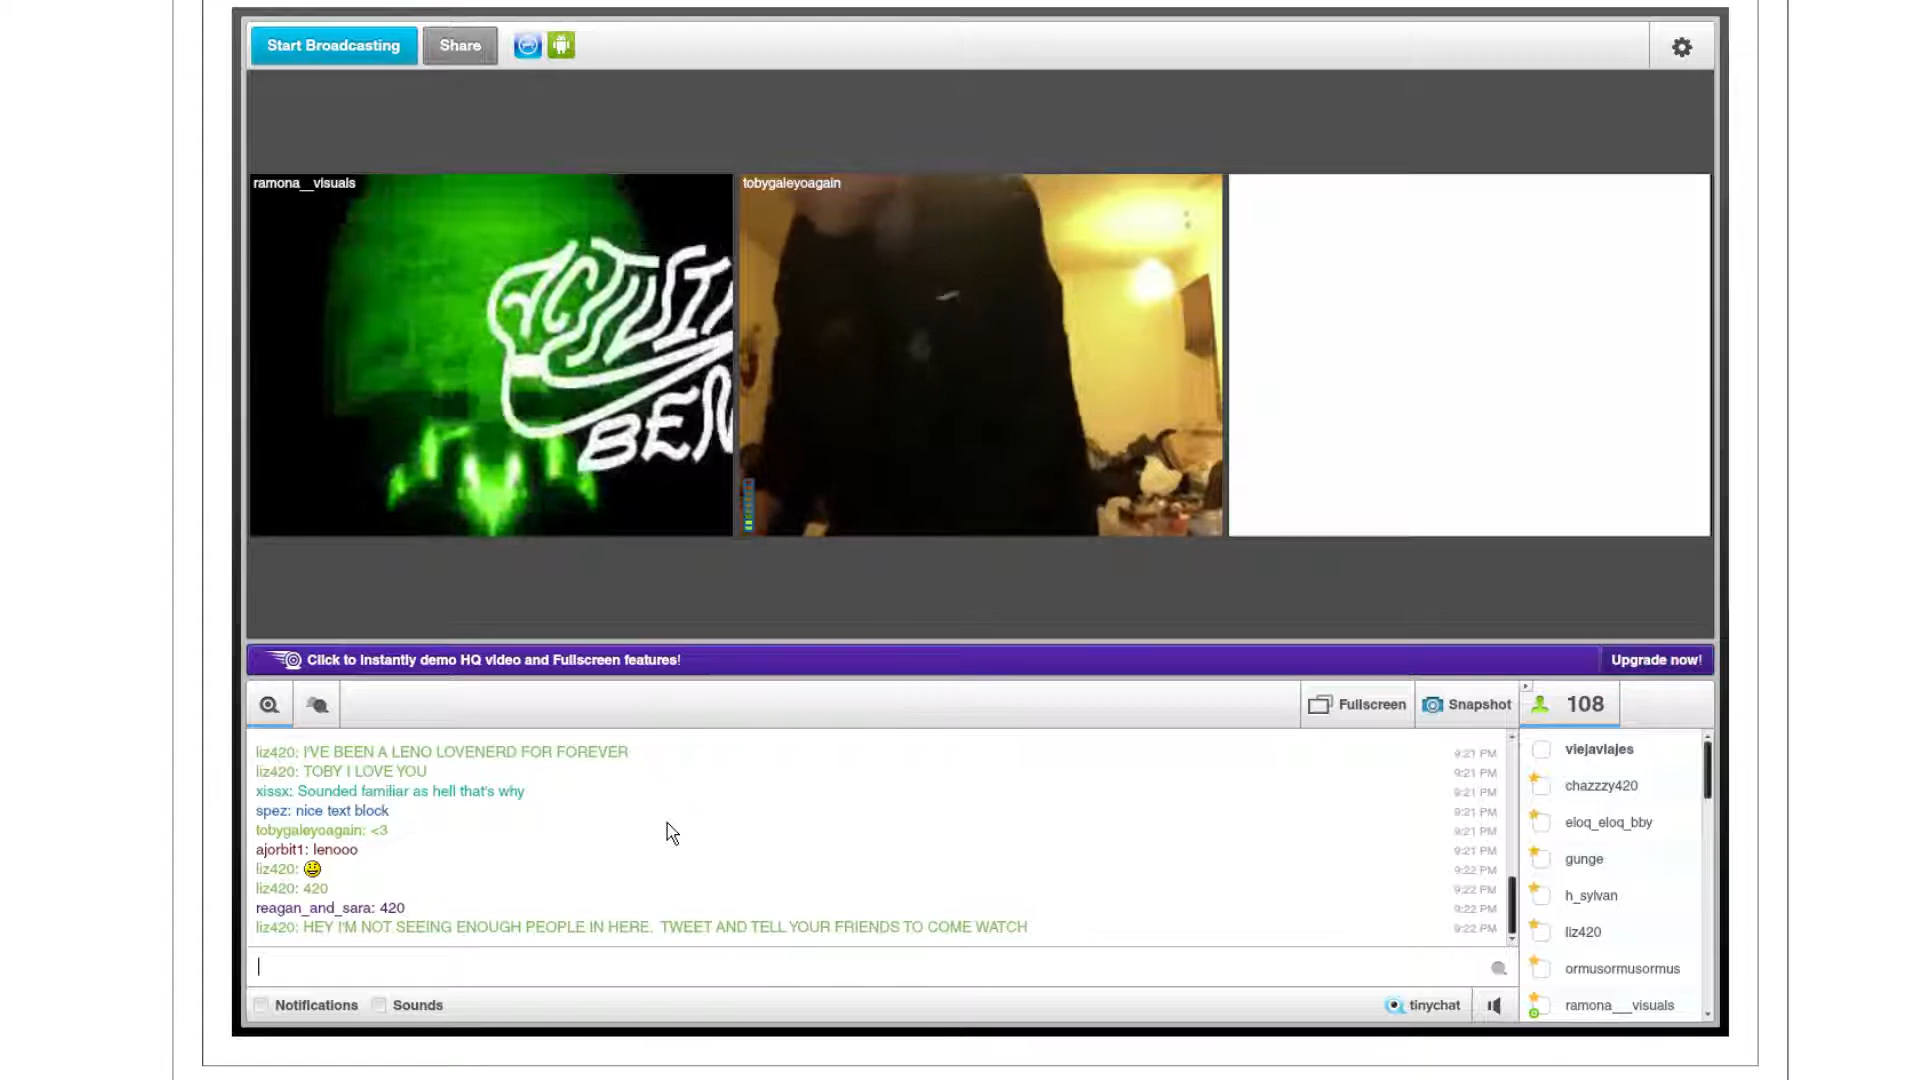 Start Broadcasting Share
ramona__visuals
tobygaleyoagain
BEN
Click to instantly demo HQ video and Fullscreen features! Upgrade now!
Fullscreen Snapshot 108
liz420: I'VE BEEN A LENO LOVENERD FOR FOREVER 9:21 PM
liz420: TOBY I LOVE YOU 9:21 PM
xissx: Sounded familiar as hell that's why 9:21 PM
spez: nice text block 9:21 PM
tobygaleyoagain: <3 9:21 PM
ajorbit1: lenooo 9:21 PM
liz420: 9:22 PM
liz420: 420 9:22 PM
reagan_and_sara: 420 9:22 PM
liz420: HEY I'M NOT SEEING ENOUGH PEOPLE IN HERE. TWEET AND TELL YOUR FRIENDS TO COME WATCH 9:22 PM
viejaviajes
chazzzy420
eloq_eloq_bby
gunge
h_sylvan
liz420
ormusormusormus
ramona__visuals
Notifications Sounds tinychat